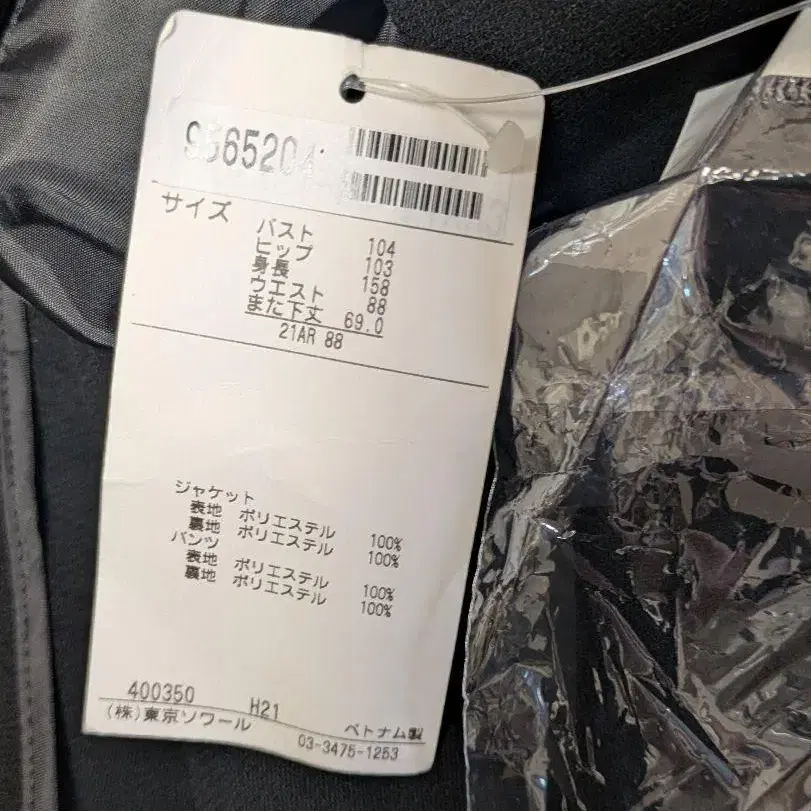 9565204
サイズ
バスト 104
ヒップ 103
身長 158
ウエスト 88
また下丈 69.0
21AR 88
ジャケット
表地 ポリエステル 100%
裏地 ポリエステル 100%
パンツ
表地 ポリエステル 100%
裏地 ポリエステル 100%
400350 H21
(株)東京ソワール ベトナム製
03-3475-1253